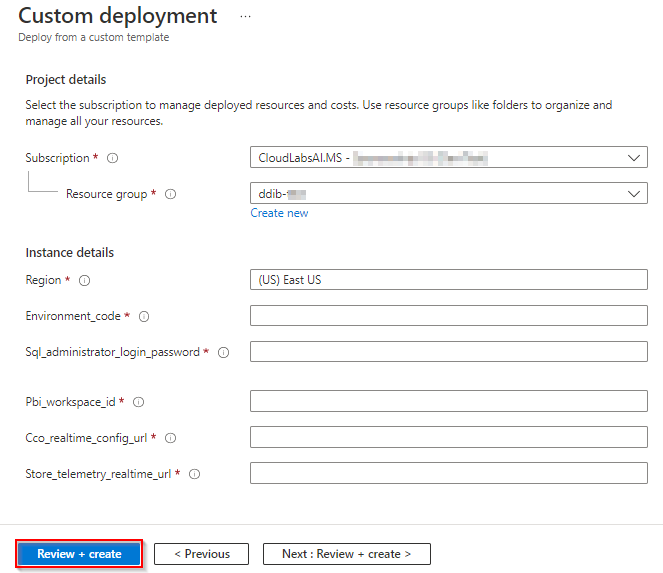 Custom deployment ...
Deploy from a custom template
Project details
Select the subscription to manage deployed resources and costs. Use resource groups like folders to organize and
manage all your resources.
Subscription *
CloudLabsAI.MS -
Resource group *
ddib-
Create new
Instance details
Region *
(US) East US
Environment_code *
Sql_administrator_login_password *
Pbi_workspace_id *
Cco_realtime_config_url *
Store_telemetry_realtime_url *
Review + create
< Previous
Next : Review + create >